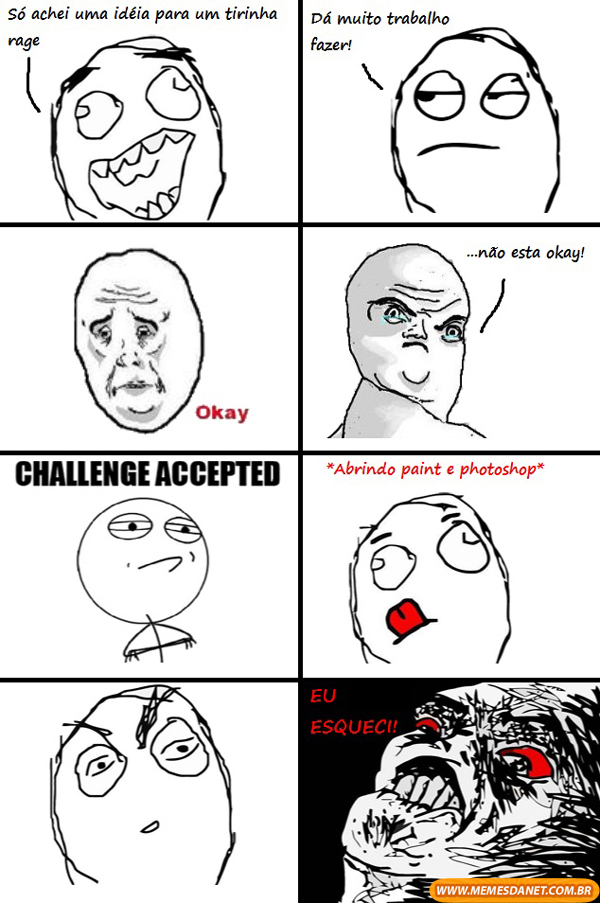 Só achei uma idéia para um tirinha
rage
Dá muito trabalho
fazer!
Okay
...não esta okay!
CHALLENGE ACCEPTED
*Abrindo paint e photoshop*
EU
ESQUECI!
WWW.MEMESDANET.COM.BR